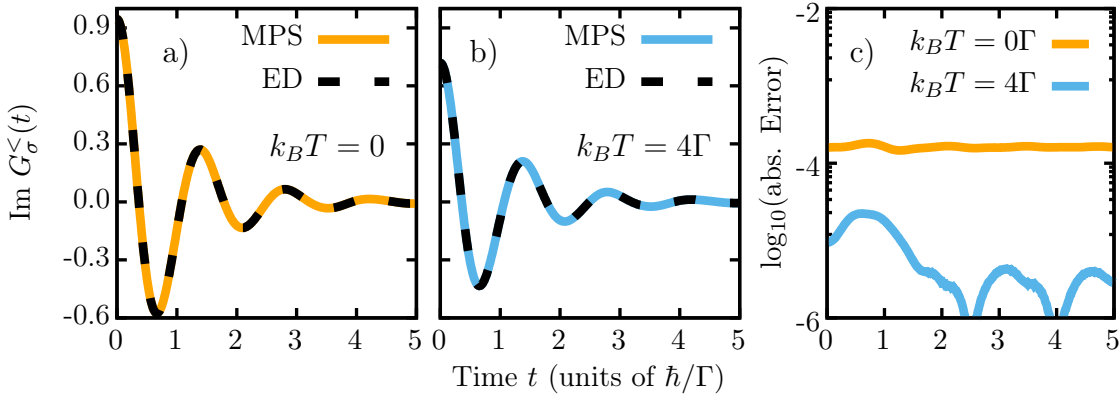 Im G_σ^<(t)
0.9
0.6
0.3
0.0
-0.3
-0.6
a)
MPS
ED
k_BT = 0
0 1 2 3 4 5
b)
MPS
ED
k_BT = 4Γ
0 1 2 3 4 5
Time t (units of ħ/Γ)
log₁₀(abs. Error)
-2
-4
-6
c)
k_BT = 0Γ
k_BT = 4Γ
0 1 2 3 4 5